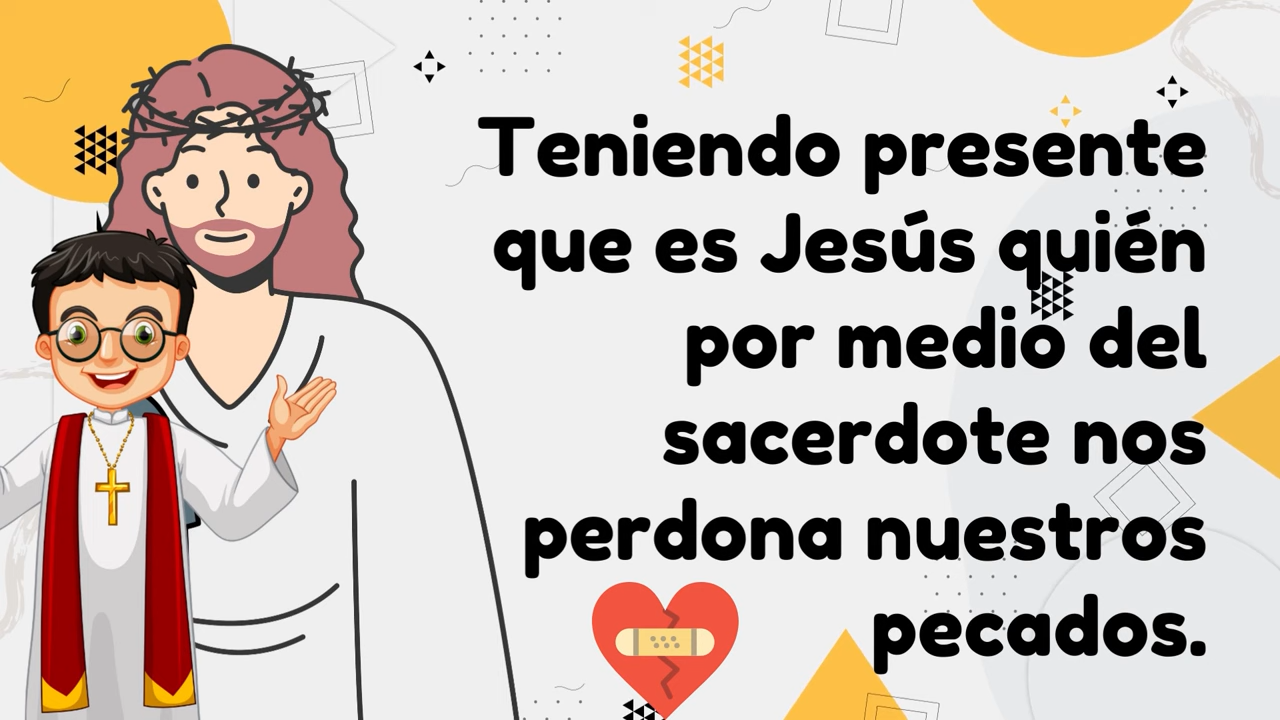 Teniendo presente
que es Jesús quién
por medio del
sacerdote nos
perdona nuestros
pecados.